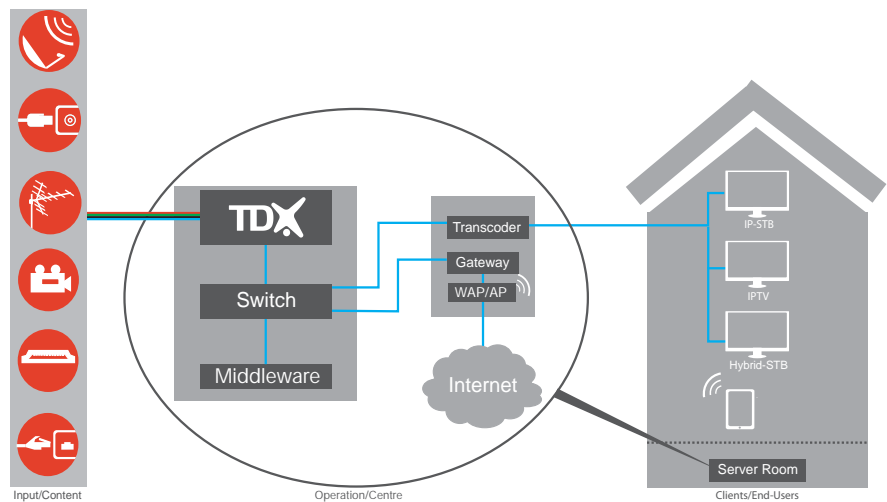 TDX
Switch
Middleware
Transcoder
Gateway
WAP/AP
Internet
IP-STB
IPTV
Hybrid-STB
Server Room
Input/Content
Operation/Centre
Clients/End-Users